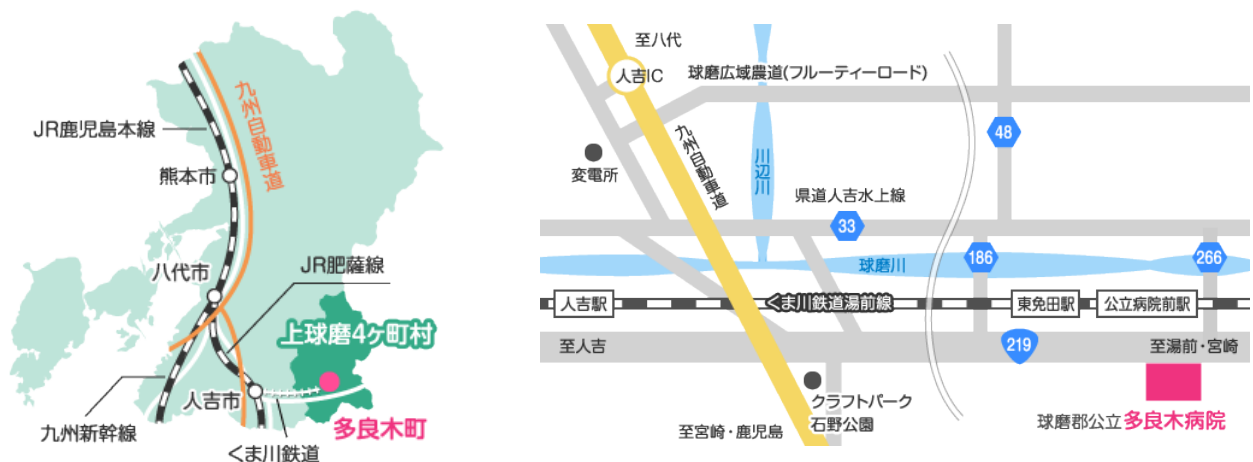 JR鹿児島本線
九州自動車道
熊本市
八代市
JR肥薩線
上球磨4ヶ町村
人吉市
九州新幹線
多良木町
くま川鉄道
至八代
人吉IC
球磨広域農道(フルーティーロード)
九州自動車道
川辺川
48
変電所
県道人吉水上線
33
球磨川
186
266
人吉駅
くま川鉄道湯前線
東免田駅
公立病院前駅
至人吉
219
至湯前・宮崎
クラフトパーク
石野公園
至宮崎・鹿児島
球磨郡公立多良木病院